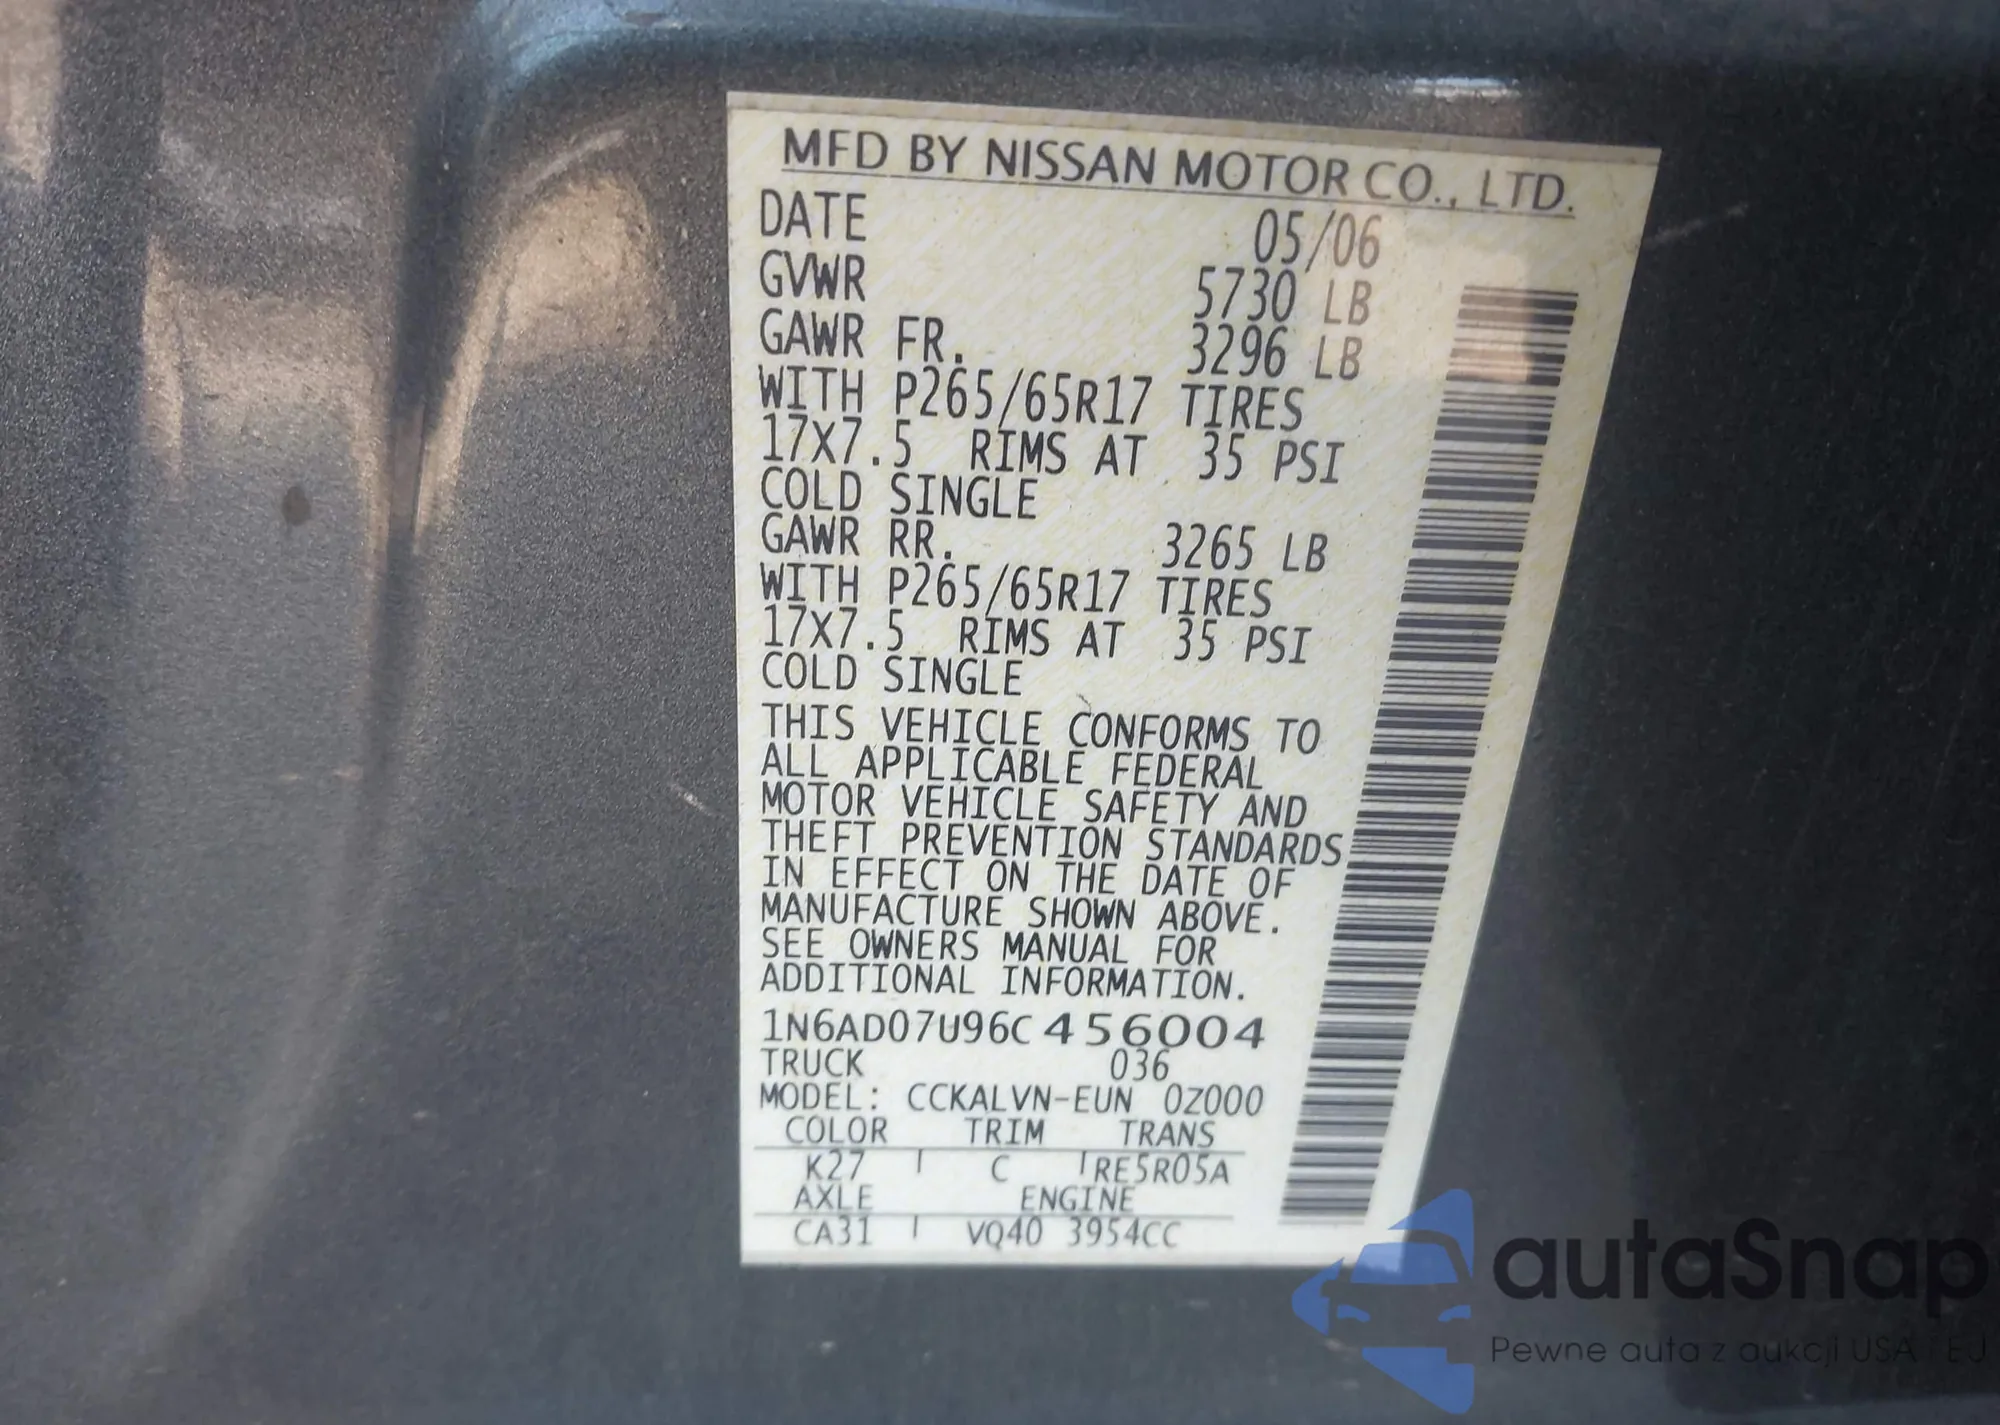 MFD BY NISSAN MOTOR CO., LTD.
DATE 05/06
GVWR 5730 LB
GAWR FR. 3296 LB
WITH P265/65R17 TIRES
17X7.5 RIMS AT 35 PSI
COLD SINGLE
GAWR RR. 3265 LB
WITH P265/65R17 TIRES
17X7.5 RIMS AT 35 PSI
COLD SINGLE
THIS VEHICLE CONFORMS TO
ALL APPLICABLE FEDERAL
MOTOR VEHICLE SAFETY AND
THEFT PREVENTION STANDARDS
IN EFFECT ON THE DATE OF
MANUFACTURE SHOWN ABOVE.
SEE OWNERS MANUAL FOR
ADDITIONAL INFORMATION.
1N6AD07U96C456004
TRUCK 036
MODEL: CCKALVN-EUN 0Z000
COLOR TRIM TRANS
K27 C RE5R05A
AXLE ENGINE
CA31 VQ40 3954CC
autaSnap
Pewne auta z aukcji USA i EU